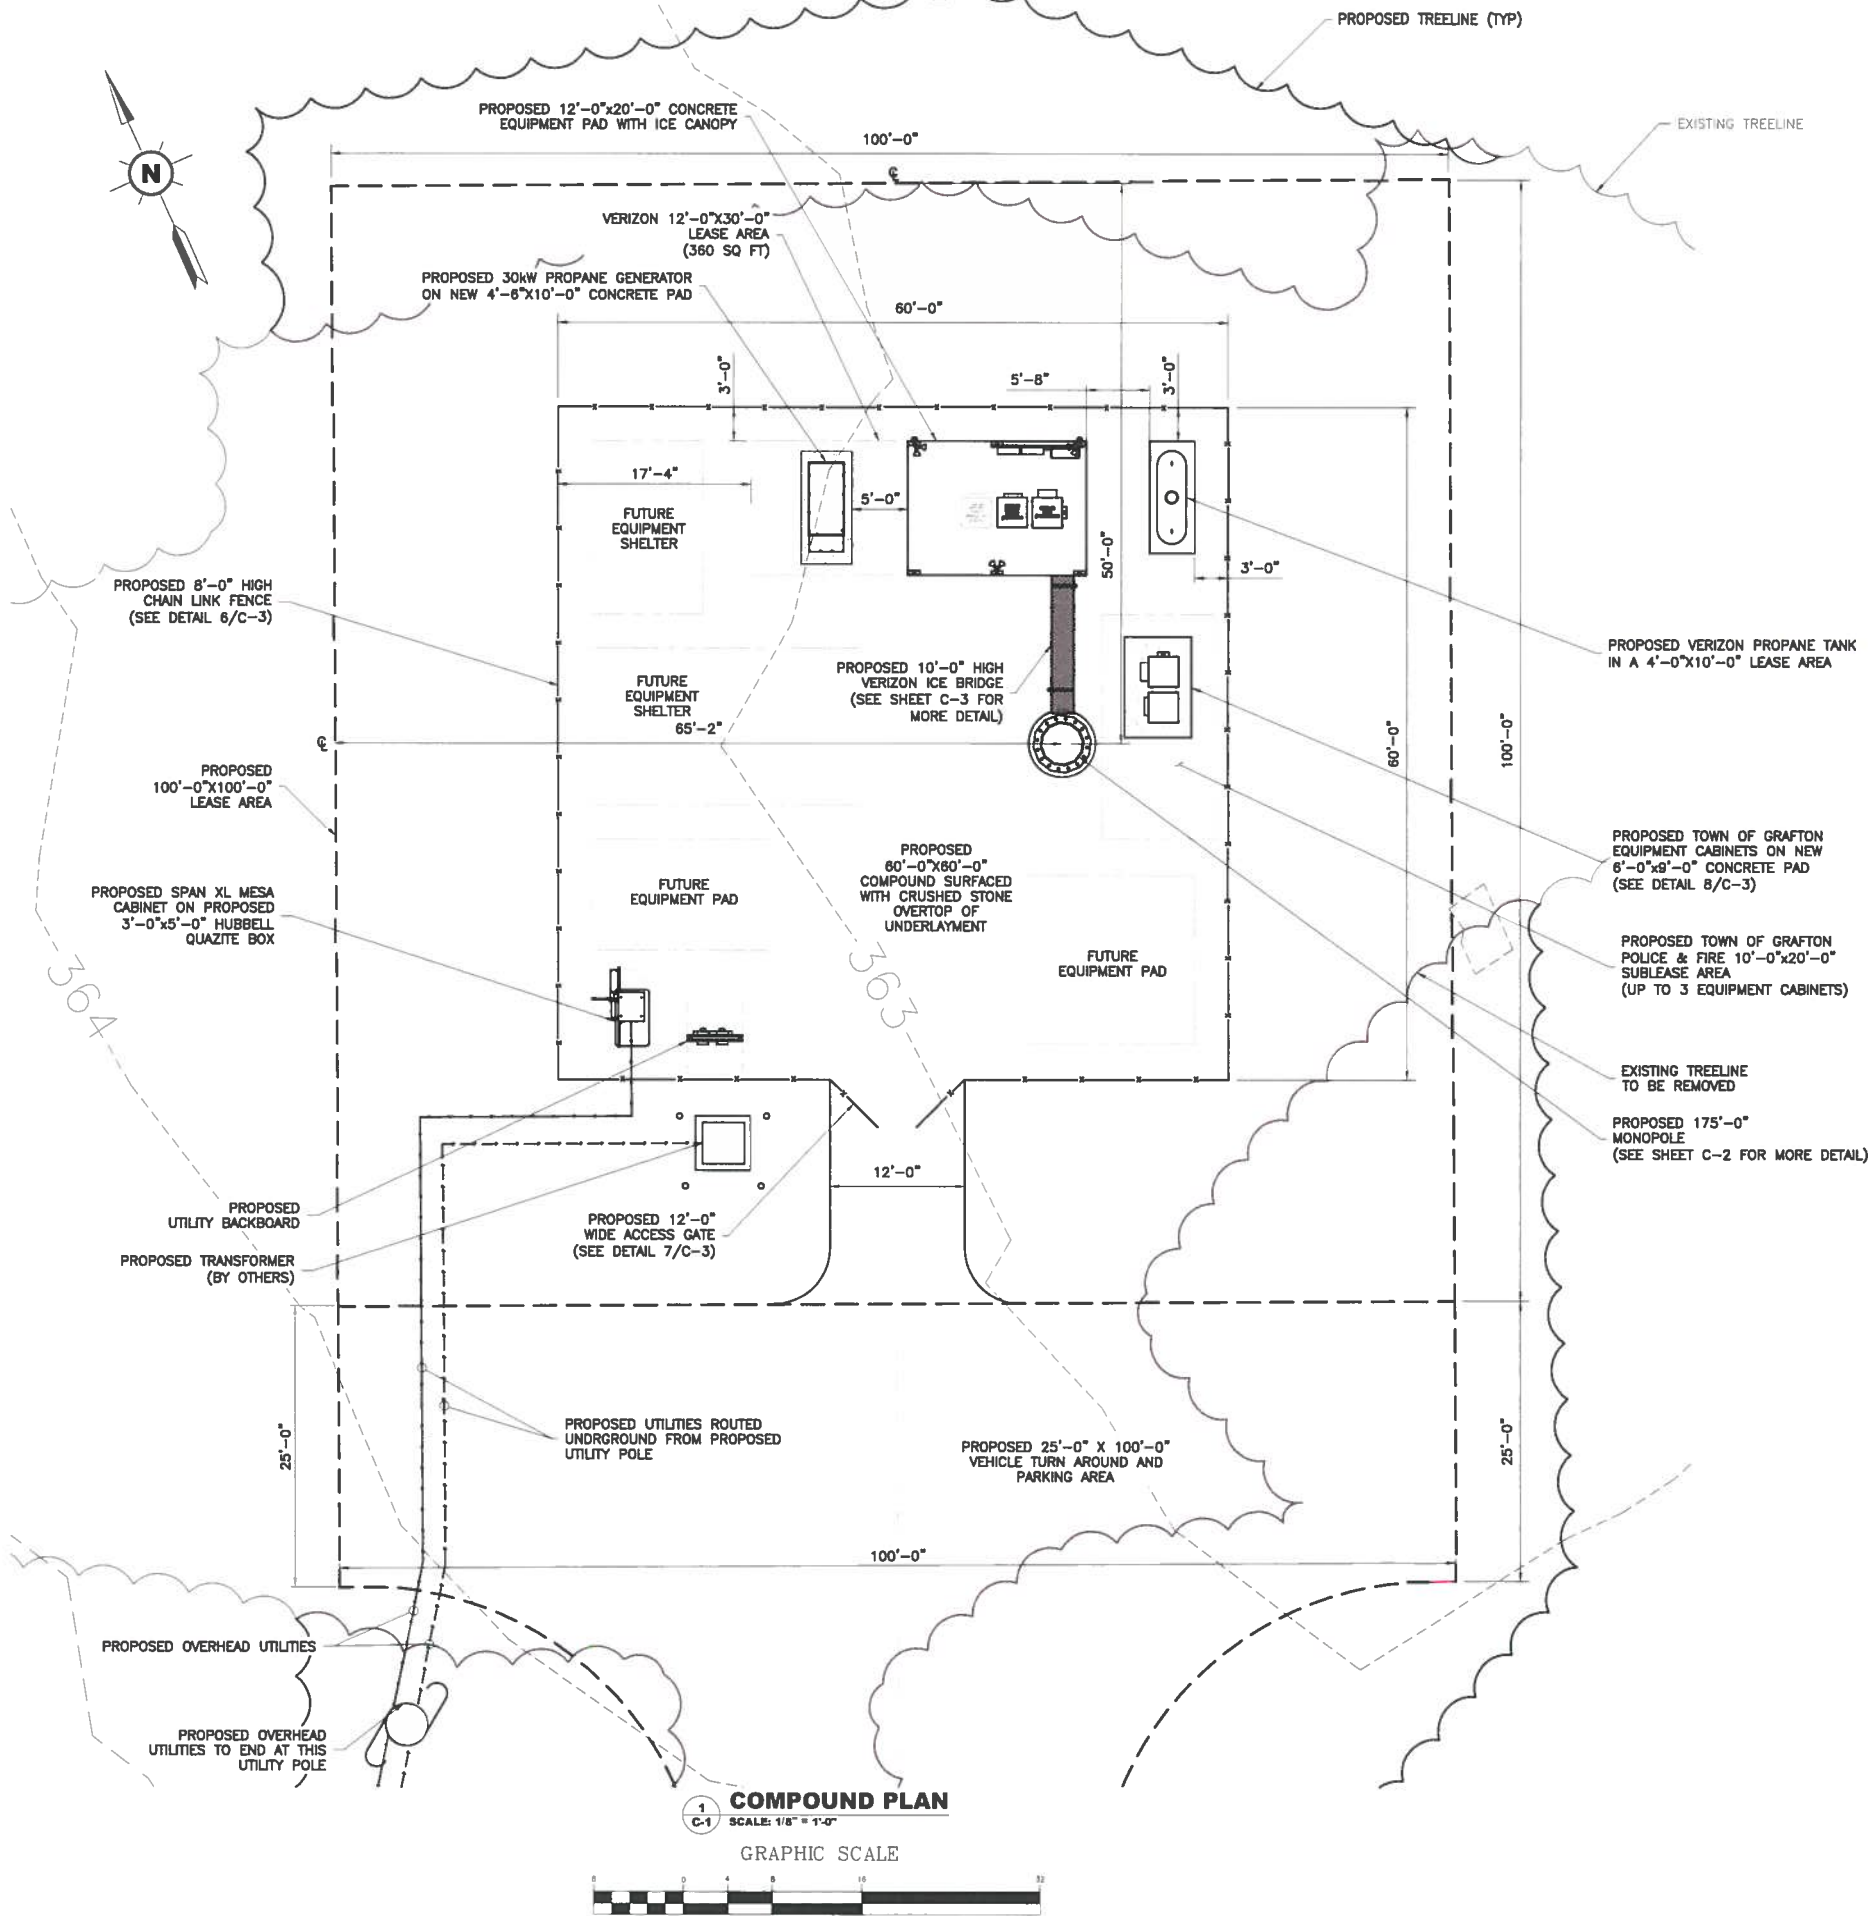 PROPOSED TREELINE (TYP)
PROPOSED 12'-0"x20'-0" CONCRETE
EQUIPMENT PAD WITH ICE CANOPY
EXISTING TREELINE
100'-0"
N
VERIZON 12'-0"X30'-0"
LEASE AREA
(360 SQ FT)
PROPOSED 30kW PROPANE GENERATOR
ON NEW 4'-6"X10'-0" CONCRETE PAD
60'-0"
3'-0"
5'-8"
3'-0"
17'-4"
5'-0"
FUTURE
EQUIPMENT
SHELTER
50'-0"
3'-0"
PROPOSED 8'-0" HIGH
CHAIN LINK FENCE
(SEE DETAIL 6/C-3)
PROPOSED VERIZON PROPANE TANK
IN A 4'-0"X10'-0" LEASE AREA
PROPOSED 10'-0" HIGH
VERIZON ICE BRIDGE
(SEE SHEET C-3 FOR
MORE DETAIL)
FUTURE
EQUIPMENT
SHELTER
65'-2"
60'-0"
100'-0"
PROPOSED
100'-0"X100'-0"
LEASE AREA
PROPOSED TOWN OF GRAFTON
EQUIPMENT CABINETS ON NEW
6'-0"x9'-0" CONCRETE PAD
(SEE DETAIL 8/C-3)
PROPOSED
60'-0"X60'-0"
COMPOUND SURFACED
WITH CRUSHED STONE
OVERTOP OF
UNDERLAYMENT
FUTURE
EQUIPMENT PAD
PROPOSED SPAN XL MESA
CABINET ON PROPOSED
3'-0"x5'-0" HUBBELL
QUAZITE BOX
PROPOSED TOWN OF GRAFTON
POLICE & FIRE 10'-0"x20'-0"
SUBLEASE AREA
(UP TO 3 EQUIPMENT CABINETS)
FUTURE
EQUIPMENT PAD
364
363
EXISTING TREELINE
TO BE REMOVED
PROPOSED 175'-0"
MONOPOLE
(SEE SHEET C-2 FOR MORE DETAIL)
12'-0"
PROPOSED
UTILITY BACKBOARD
PROPOSED 12'-0"
WIDE ACCESS GATE
(SEE DETAIL 7/C-3)
PROPOSED TRANSFORMER
(BY OTHERS)
25'-0"
PROPOSED UTILITIES ROUTED
UNDRGROUND FROM PROPOSED
UTILITY POLE
PROPOSED 25'-0" X 100'-0"
VEHICLE TURN AROUND AND
PARKING AREA
25'-0"
100'-0"
PROPOSED OVERHEAD UTILITIES
PROPOSED OVERHEAD
UTILITIES TO END AT THIS
UTILITY POLE
1
C-1
COMPOUND PLAN
SCALE: 1/8" = 1'-0"
GRAPHIC SCALE
8 0 4 8 16 32